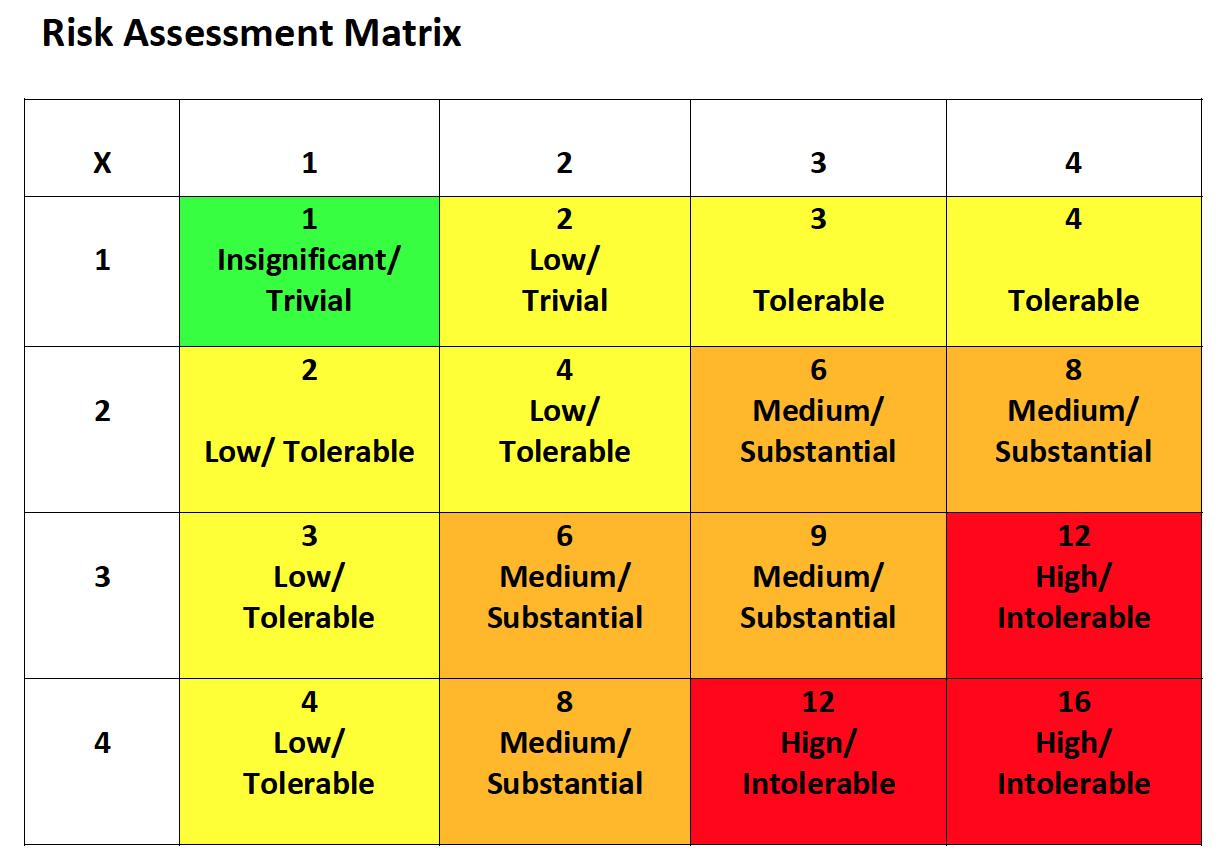 Risk Assessment Matrix
X 1 2 3 4
1
1
Insignificant/
Trivial
2
Low/
Trivial
3
Tolerable
4
Tolerable
2
2
Low/ Tolerable
4
Low/
Tolerable
6
Medium/
Substantial
8
Medium/
Substantial
3
3
Low/
Tolerable
6
Medium/
Substantial
9
Medium/
Substantial
12
High/
Intolerable
4
4
Low/
Tolerable
8
Medium/
Substantial
12
Hign/
Intolerable
16
High/
Intolerable